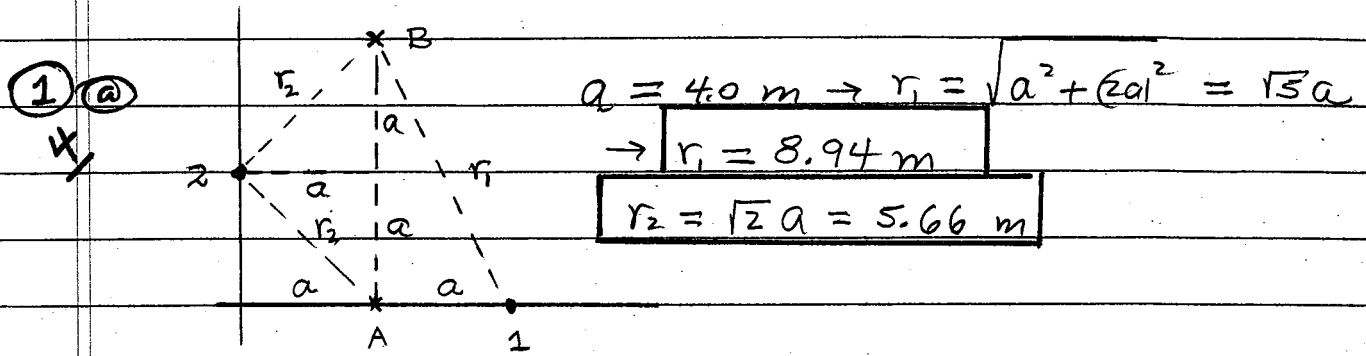 B
① ⓐ
r₂
a = 4.0 m → r₁ = √(a² + (2a)²) = √5 a
4/
a
→ r₁ = 8.94 m
2
a
r₁
r₂
a
r₂ = √2 a = 5.66 m
a
a
A
1